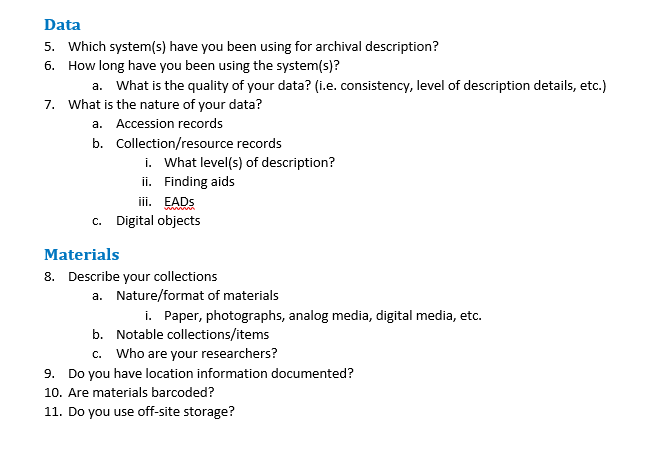 Data
5. Which system(s) have you been using for archival description?
6. How long have you been using the system(s)?
a. What is the quality of your data? (i.e. consistency, level of description details, etc.)
7. What is the nature of your data?
a. Accession records
b. Collection/resource records
i. What level(s) of description?
ii. Finding aids
iii. EADs
c. Digital objects
Materials
8. Describe your collections
a. Nature/format of materials
i. Paper, photographs, analog media, digital media, etc.
b. Notable collections/items
c. Who are your researchers?
9. Do you have location information documented?
10. Are materials barcoded?
11. Do you use off-site storage?